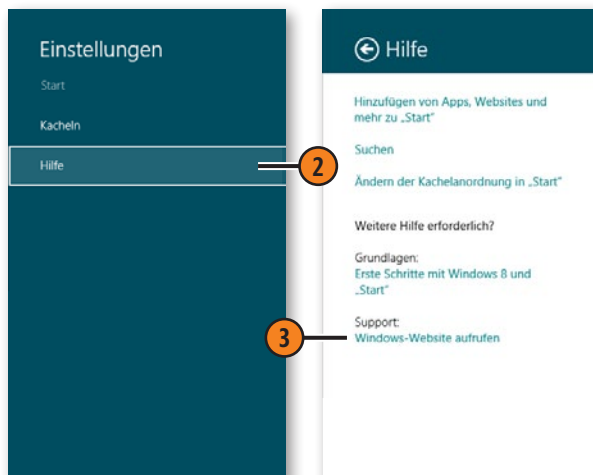 Einstellungen
Start
Kacheln
Hilfe
2
Hilfe
Hinzufügen von Apps, Websites und
mehr zu „Start“
Suchen
Ändern der Kachelanordnung in „Start“
Weitere Hilfe erforderlich?
Grundlagen:
Erste Schritte mit Windows 8 und
„Start“
Support:
3
Windows-Website aufrufen